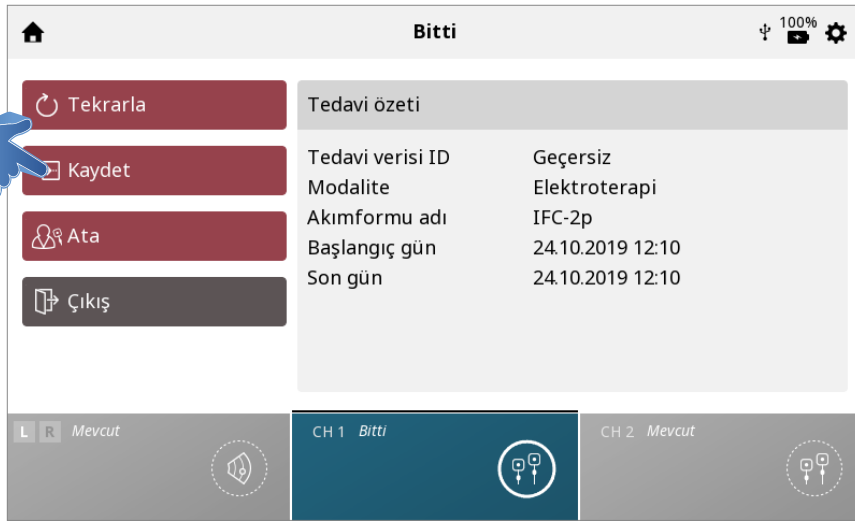 Bitti
100%
Tekrarla
Kaydet
Ata
Çıkış
Tedavi özeti
Tedavi verisi ID Geçersiz
Modalite Elektroterapi
Akımformu adı IFC-2p
Başlangıç gün 24.10.2019 12:10
Son gün 24.10.2019 12:10
L R Mevcut
CH 1 Bitti
CH 2 Mevcut